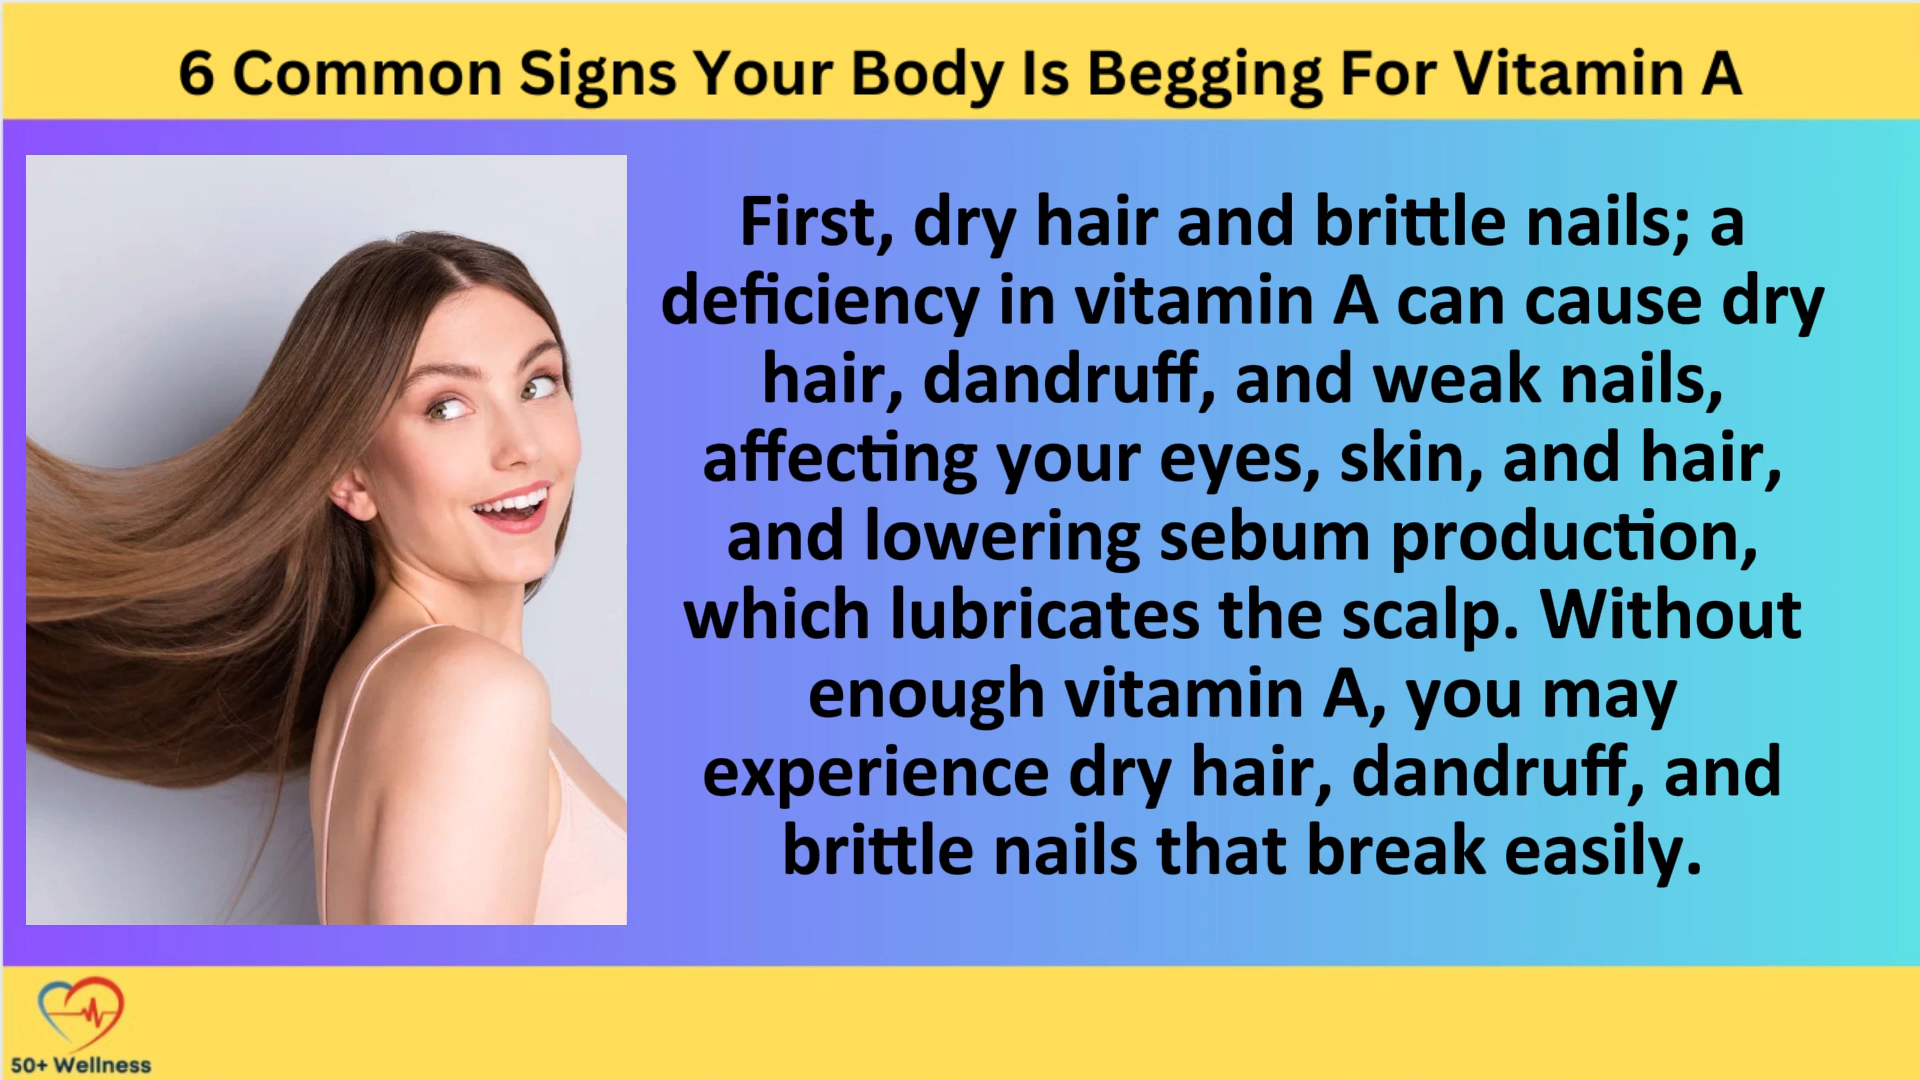 6 Common Signs Your Body Is Begging For Vitamin A
First, dry hair and brittle nails; a
deficiency in vitamin A can cause dry
hair, dandruff, and weak nails,
affecting your eyes, skin, and hair,
and lowering sebum production,
which lubricates the scalp. Without
enough vitamin A, you may
experience dry hair, dandruff, and
brittle nails that break easily.
50+ Wellness